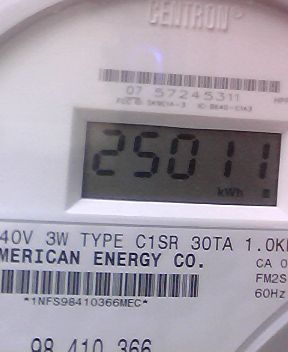 CENTRON®
07 57245311
25011
kWh
40V 3W TYPE C1SR 30TA 1.0K
MERICAN ENERGY CO.
CA 0
FM2S
60Hz
*1NFS98410366MEC*
98 410 366